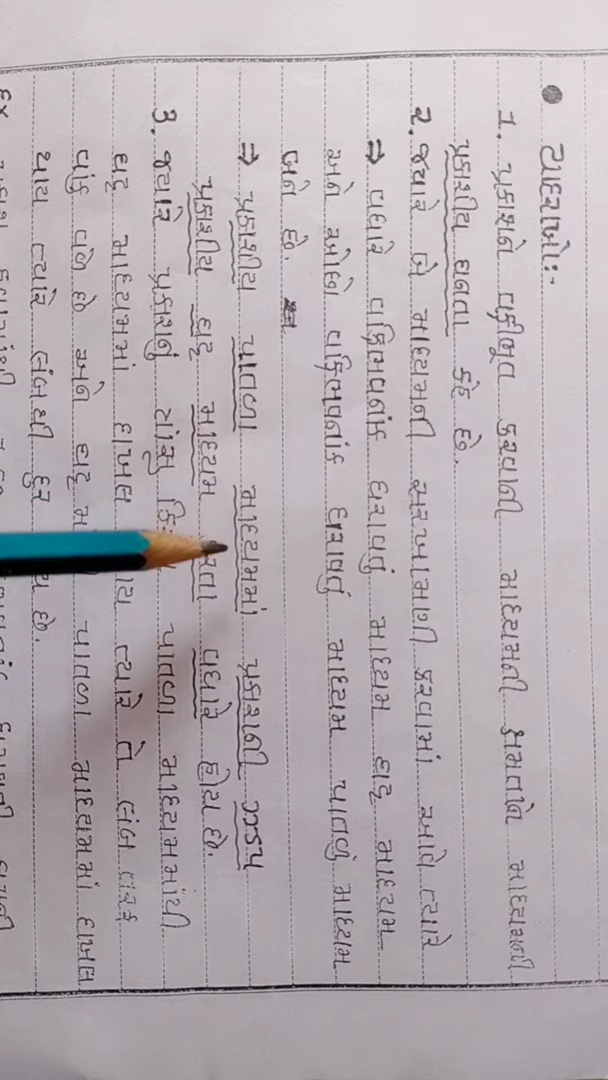 ● યાદરાખો:-
1. પ્રકાશને વક્રીભૂત કરવાની માધ્યમની ક્ષમતાને માધ્યમની
પ્રકાશીય ઘનતા કહે છે.
2. જ્યારે બે માધ્યમની સરખામણી કરવામાં આવે ત્યારે
⇒ વધારે વક્રિભવનાંક ધરાવતું માધ્યમ ઘટ્ટ માધ્યમ
અને ઓછો વક્રિભવનાંક ધરાવતું માધ્યમ પાતળું માધ્યમ
બને છે.
⇒ પ્રકાશીય પાતળા માધ્યમમાં પ્રકાશની ઝડપ
પ્રકાશીય ઘટ્ટ માધ્યમ કરતા વધારે હોય છે.
3. જ્યારે પ્રકાશનું ત્રાંસુ પાતળા માધ્યમમાંથી
ઘટ્ટ માધ્યમમાં દાખલ ત્યારે તે લંબ તરફ
વાંકુ વળે છે અને ઘટ્ટ પાતળા માધ્યમમાં દાખલ
થાય ત્યારે લંબથી દુર છે.
Ex